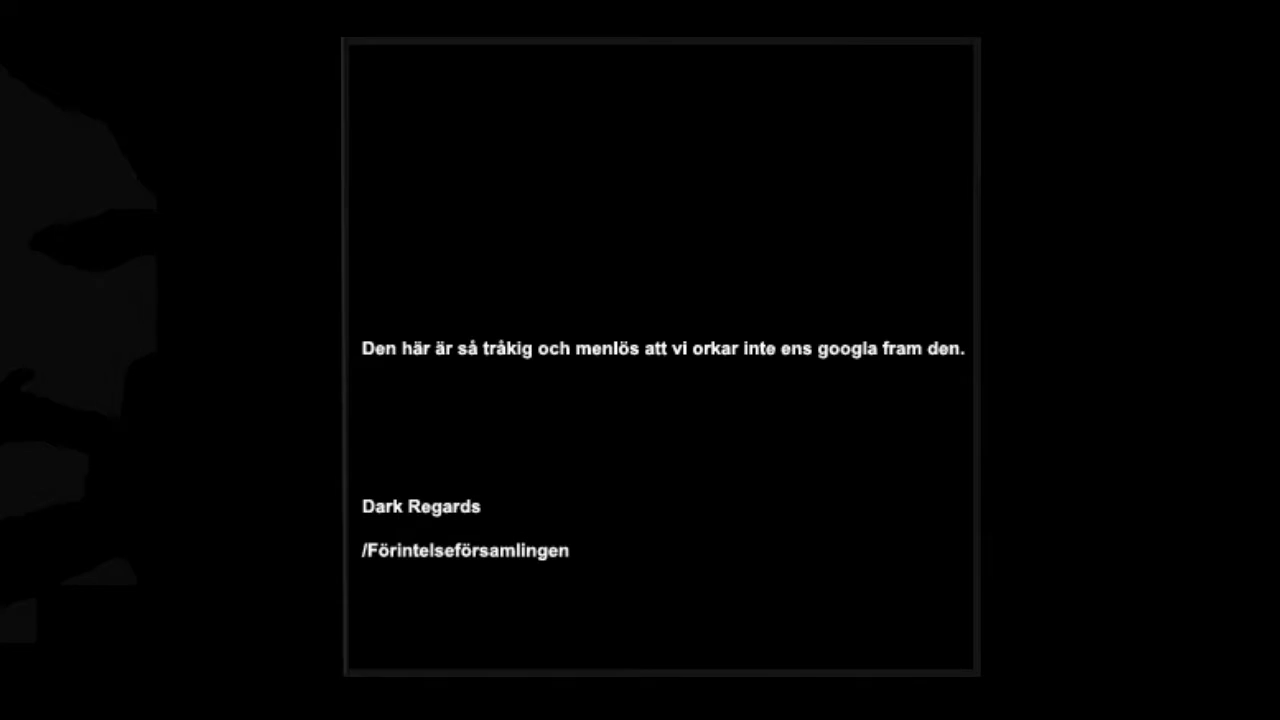 Den här är så tråkig och menlös att vi orkar inte ens googla fram den.
Dark Regards
/Förintelseförsamlingen